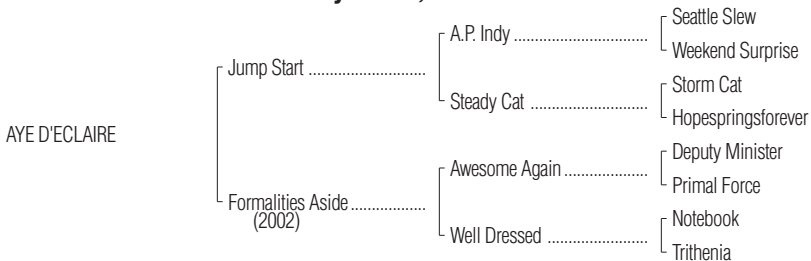 Seattle Slew
A.P. Indy
Weekend Surprise
Jump Start
Storm Cat
Steady Cat
Hopespringsforever
AYE D'ECLAIRE
Deputy Minister
Awesome Again
Primal Force
Formalities Aside
(2002)
Notebook
Well Dressed
Trithenia